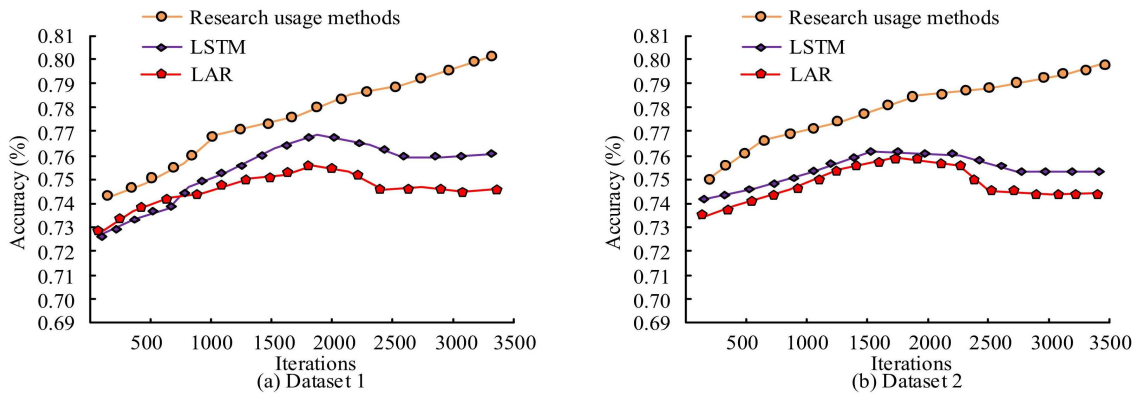 Research usage methods
LSTM
LAR
Accuracy (%)
0.81
0.80
0.79
0.78
0.77
0.76
0.75
0.74
0.73
0.72
0.71
0.70
0.69
500 1000 1500 2000 2500 3000 3500
Iterations
(a) Dataset 1
Research usage methods
LSTM
LAR
Accuracy (%)
0.81
0.80
0.79
0.78
0.77
0.76
0.75
0.74
0.73
0.72
0.71
0.70
0.69
500 1000 1500 2000 2500 3000 3500
Iterations
(b) Dataset 2